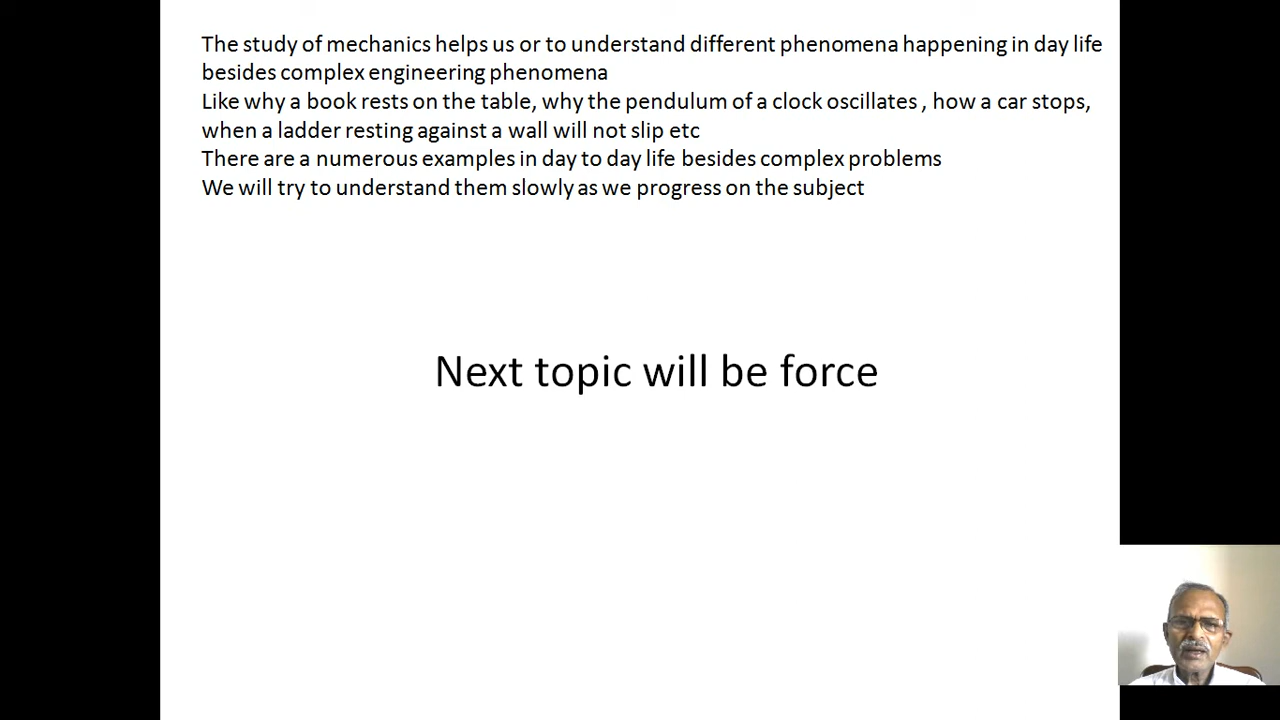 The study of mechanics helps us or to understand different phenomena happening in day life
besides complex engineering phenomena
Like why a book rests on the table, why the pendulum of a clock oscillates , how a car stops,
when a ladder resting against a wall will not slip etc
There are a numerous examples in day to day life besides complex problems
We will try to understand them slowly as we progress on the subject
Next topic will be force